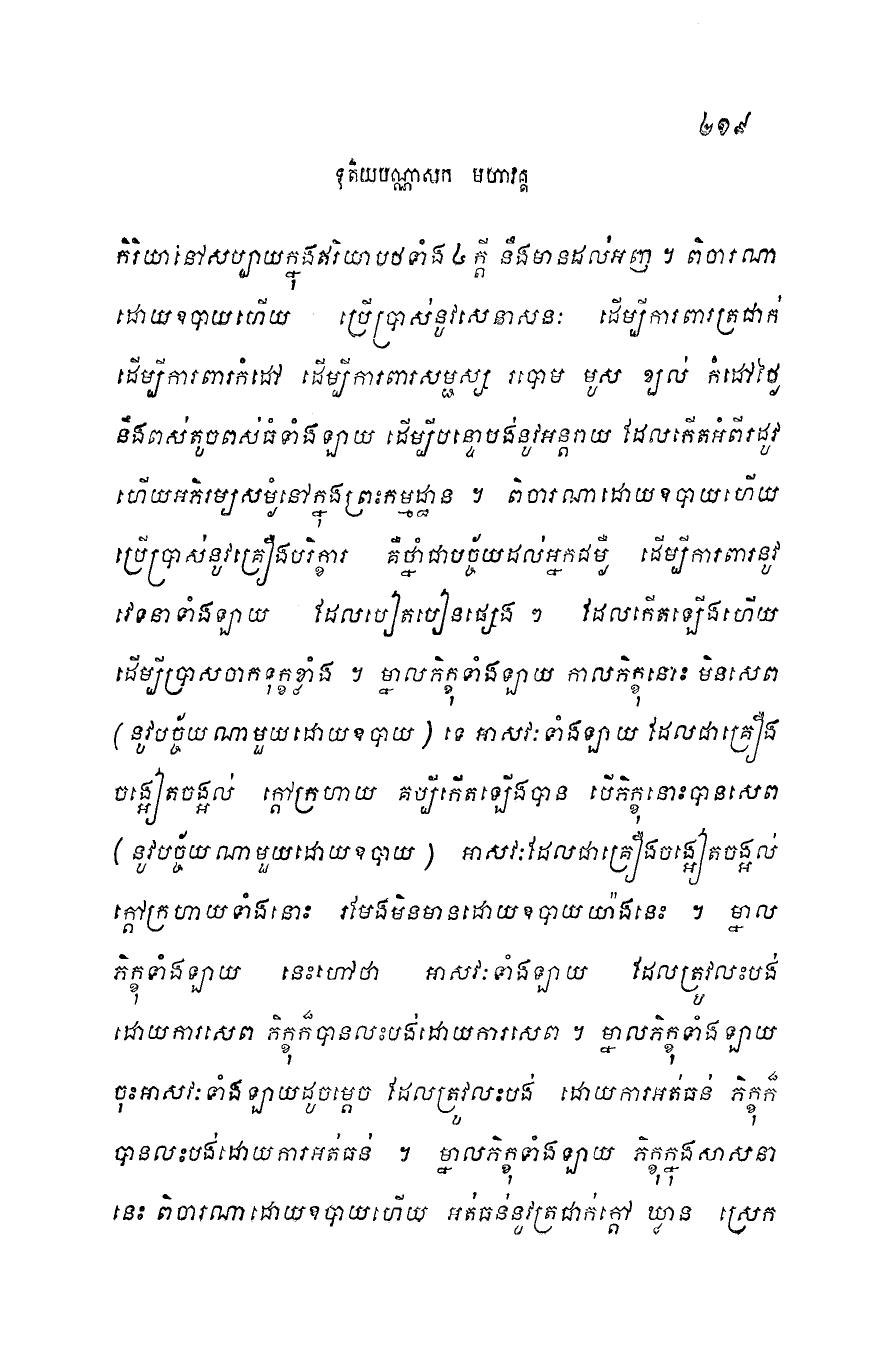 ២១៩
ទុតិយបណ្ណាសក មហាវគ្គ
កិរិយានៅសប្បាយក្នុងឥរិយាបថទាំង ៤ ក្តី នឹងមានដល់អញ ។ ពិចារណា
ដោយឧបាយហើយ ប្រើប្រាស់នូវសេនាសនៈ ដើម្បីការពារត្រជាក់
ដើម្បីការពារកំដៅ ដើម្បីការពារសម្ផស្ស របោម មូស ខ្យល់ កំដៅថ្ងៃ
នឹងពស់តូចពស់ធំទាំងឡាយ ដើម្បីបន្ទោបង់នូវអន្តរាយ ដែលកើតអំពីរដូវ
ហើយអភិរម្យសម្ងំនៅក្នុងព្រះកម្មដ្ឋាន ។ ពិចារណាដោយឧបាយហើយ
ប្រើប្រាស់នូវគ្រឿងបរិក្ខារ គឺថ្នាំជាបច្ច័យដល់អ្នកជម្ងឺ ដើម្បីការពារនូវ
វេទនាទាំងឡាយ ដែលបៀតបៀនផ្សេង ៗ ដែលកើតឡើងហើយ
ដើម្បីប្រាសចាកទុក្ខខ្លាំង ។ ម្នាលភិក្ខុទាំងឡាយ កាលភិក្ខុនោះ មិនសេព
(នូវបច្ច័យណាមួយដោយឧបាយ) ទេ អាសវៈទាំងឡាយ ដែលជាគ្រឿង
ចង្អៀតចង្អល់ ក្តៅក្រហាយ គប្បីកើតឡើងបាន បើភិក្ខុនោះបានសេព
(នូវបច្ច័យណាមួយដោយឧបាយ) អាសវៈដែលជាគ្រឿងចង្អៀតចង្អល់
ក្តៅក្រហាយទាំងនោះ រមែងមិនមានដោយឧបាយយ៉ាងនេះ ។ ម្នាល
ភិក្ខុទាំងឡាយ នេះហៅថា អាសវៈទាំងឡាយ ដែលត្រូវលះបង់
ដោយការសេព ភិក្ខុក៏បានលះបង់ដោយការសេព ។ ម្នាលភិក្ខុទាំងឡាយ
ចុះអាសវៈទាំងឡាយដូចម្តេច ដែលត្រូវលះបង់ ដោយការអត់ធន់ ភិក្ខុក៏
បានលះបង់ដោយការអត់ធន់ ។ ម្នាលភិក្ខុទាំងឡាយ ភិក្ខុក្នុងសាសនា
នេះ ពិចារណាដោយឧបាយហើយ អត់ធន់នូវត្រជាក់ក្តៅ ឃ្លាន ស្រេក